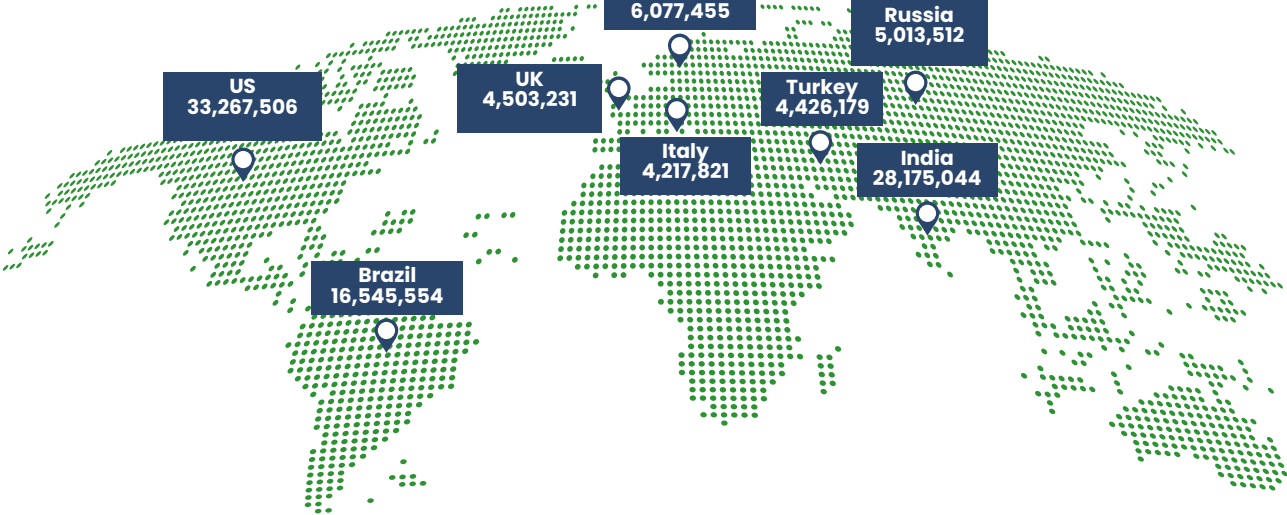 6,077,455
Russia
5,013,512
US
33,267,506
UK
4,503,231
Turkey
4,426,179
Italy
4,217,821
India
28,175,044
Brazil
16,545,554